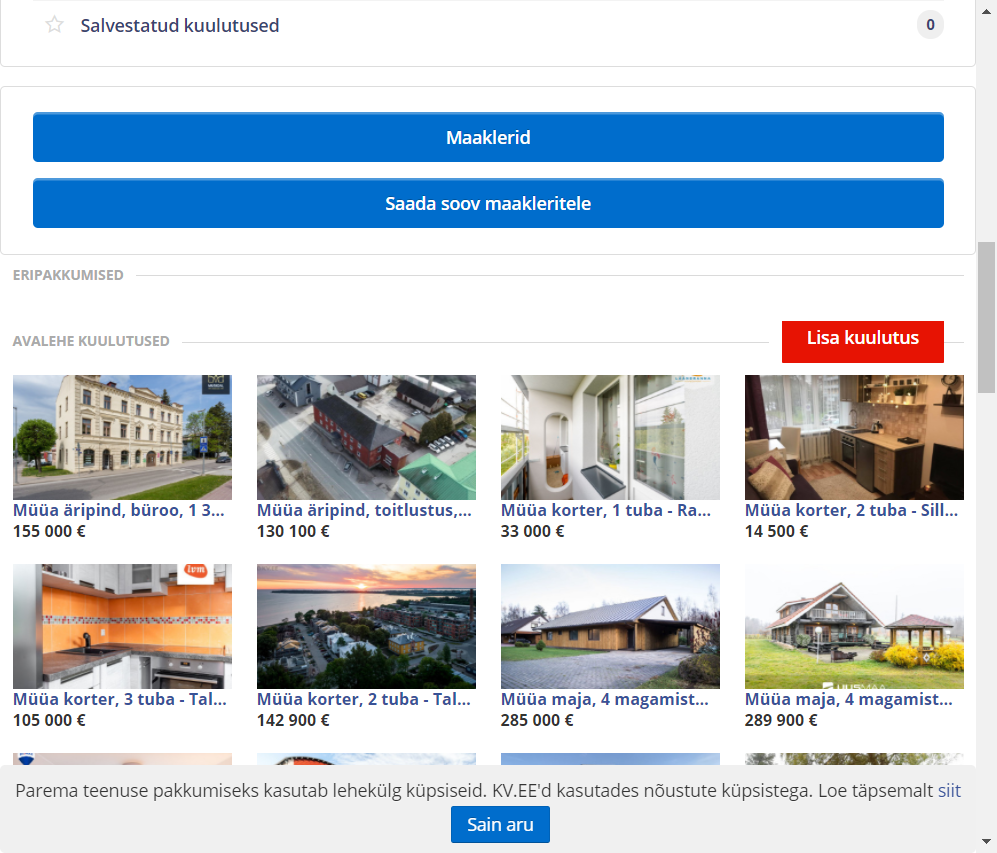 Salvestatud kuulutused 0
Maaklerid
Saada soov maakleritele
ERIPAKKUMISED
AVALEHE KUULUTUSED
Lisa kuulutus
Müüa äripind, büroo, 1 3...
155 000 €
Müüa äripind, toitlustus,...
130 100 €
Müüa korter, 1 tuba - Ra...
33 000 €
Müüa korter, 2 tuba - Sill...
14 500 €
lvm
Müüa korter, 3 tuba - Tal...
105 000 €
Müüa korter, 2 tuba - Tal...
142 900 €
Müüa maja, 4 magamist...
285 000 €
Müüa maja, 4 magamist...
289 900 €
Parema teenuse pakkumiseks kasutab lehekülg küpsiseid. KV.EE'd kasutades nõustute küpsistega. Loe täpsemalt siit
Sain aru